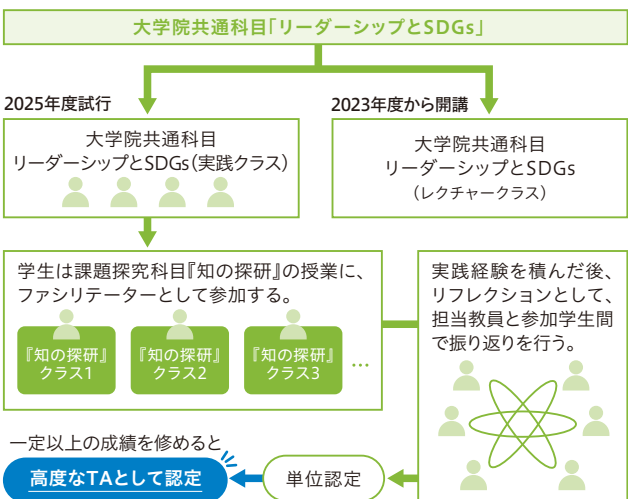 大学院共通科目「リーダーシップとSDGs」
2025年度試行
大学院共通科目
リーダーシップとSDGs(実践クラス)
2023年度から開講
大学院共通科目
リーダーシップとSDGs
(レクチャークラス)
学生は課題探究科目『知の探研』の授業に、
ファシリテーターとして参加する。
『知の探研』
クラス1
『知の探研』
クラス2
『知の探研』
クラス3
…
実践経験を積んだ後、
リフレクションとして、
担当教員と参加学生間
で振り返りを行う。
一定以上の成績を修めると
高度なTAとして認定
単位認定